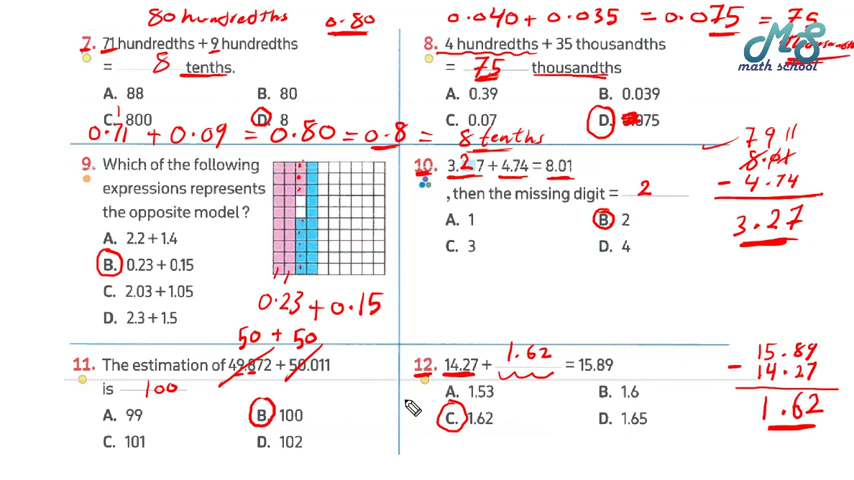 80 hundredths 0.80
7. 71 hundredths + 9 hundredths
= 8 tenths.
A. 88 B. 80
C. 800 D. 8
0.71 + 0.09 = 0.80 = 0.8 = 8 tenths
0.040 + 0.035 = 0.075 = 75
MS
math school
8. 4 hundredths + 35 thousandths
= 75 thousandths
A. 0.39 B. 0.039
C. 0.07 D. 075
9. Which of the following
expressions represents
the opposite model?
A. 2.2 + 1.4
B. 0.23 + 0.15
C. 2.03 + 1.05
D. 2.3 + 1.5
0.23 + 0.15
10. 3.27 + 4.74 = 8.01
, then the missing digit = 2
A. 1 B. 2
C. 3 D. 4
7 9 11
8.01
- 4.74
3.27
50 + 50
11. The estimation of 49.872 + 50.011
is 100
A. 99 B. 100
C. 101 D. 102
12. 14.27 + 1.62 = 15.89
A. 1.53 B. 1.6
C. 1.62 D. 1.65
15.89
- 14.27
1.62